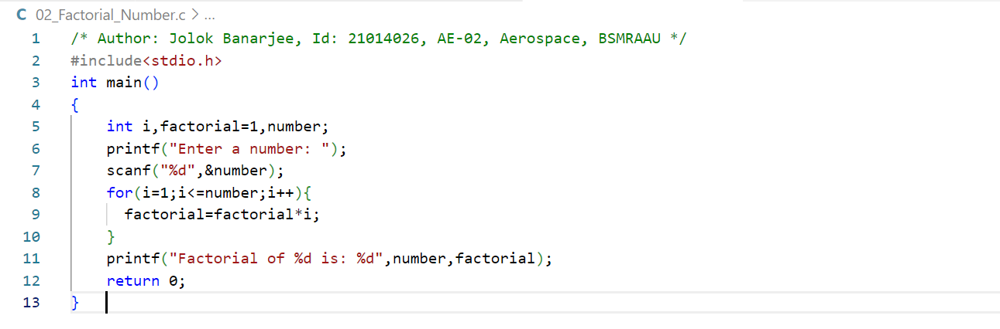 C 02_Factorial_Number.c > ...
1 /* Author: Jolok Banarjee, Id: 21014026, AE-02, Aerospace, BSMRAAU */
2 #include<stdio.h>
3 int main()
4 {
5     int i,factorial=1,number;
6     printf("Enter a number: ");
7     scanf("%d",&number);
8     for(i=1;i<=number;i++){
9       factorial=factorial*i;
10     }
11     printf("Factorial of %d is: %d",number,factorial);
12     return 0;
13 }